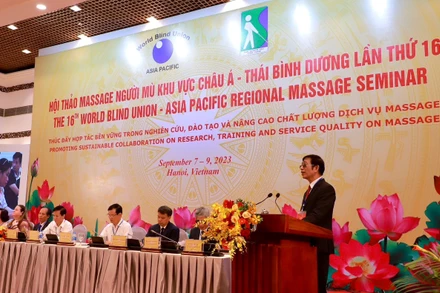 World Blind Union
ASIA PACIFIC
HỘI THẢO MASSAGE NGƯỜI MÙ KHU VỰC CHÂU Á - THÁI BÌNH DƯƠNG LẦN THỨ 16
THE 16TH WORLD BLIND UNION - ASIA PACIFIC REGIONAL MASSAGE SEMINAR
THÚC ĐẨY HỢP TÁC BỀN VỮNG TRONG NGHIÊN CỨU, ĐÀO TẠO VÀ NÂNG CAO CHẤT LƯỢNG DỊCH VỤ MASSAGE
PROMOTING SUSTAINABLE COLLABORATION ON RESEARCH, TRAINING AND SERVICE QUALITY ON MASSAGE
September 7 - 9, 2023
Hanoi, Vietnam